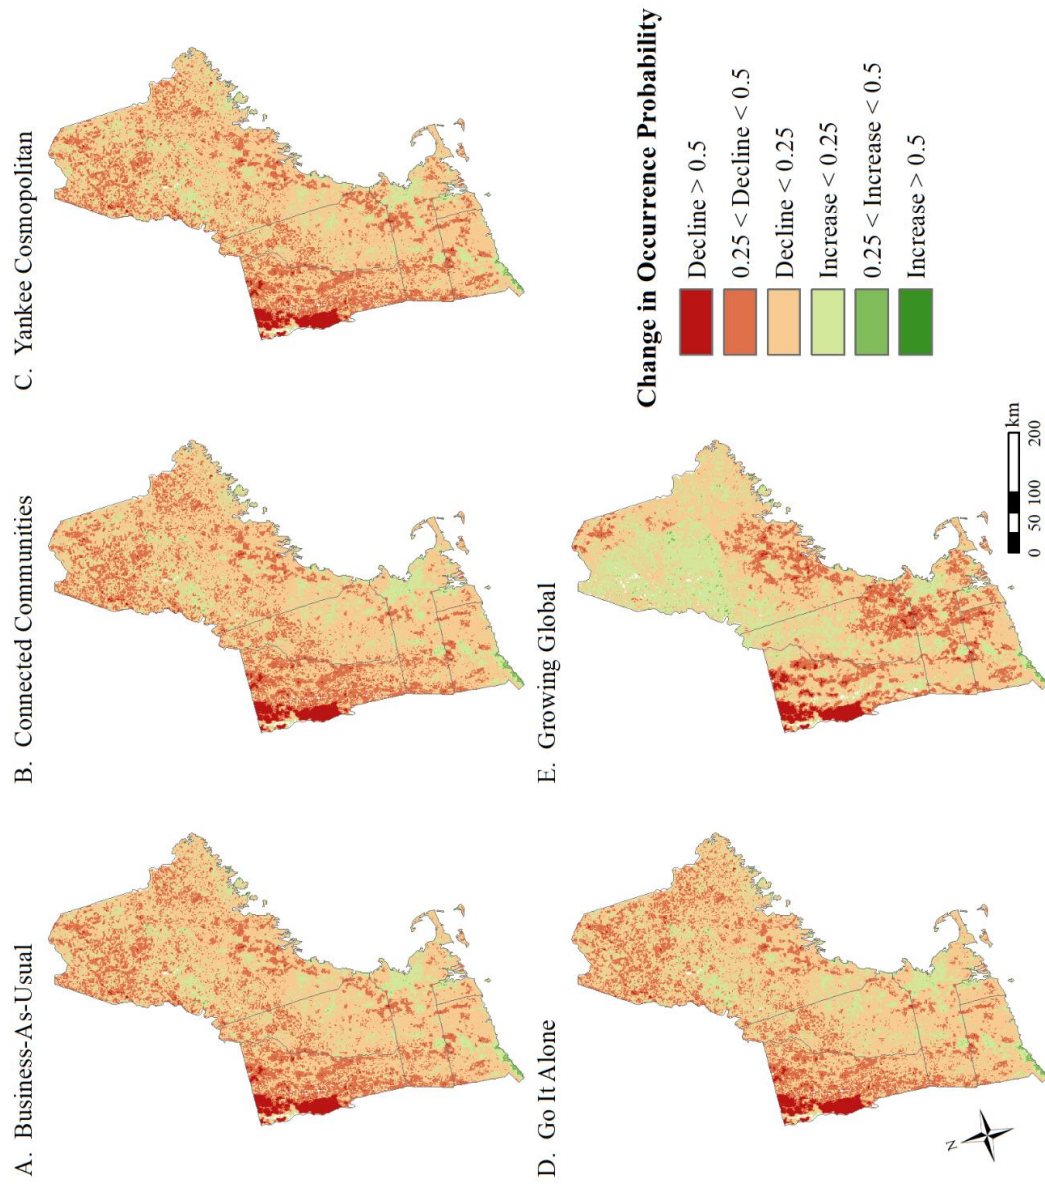 A. Business-As-Usual
B. Connected Communities
C. Yankee Cosmopolitan
D. Go It Alone
E. Growing Global
Change in Occurrence Probability
Decline > 0.5
0.25 < Decline < 0.5
Decline < 0.25
Increase < 0.25
0.25 < Increase < 0.5
Increase > 0.5
N
km
0 50 100 200